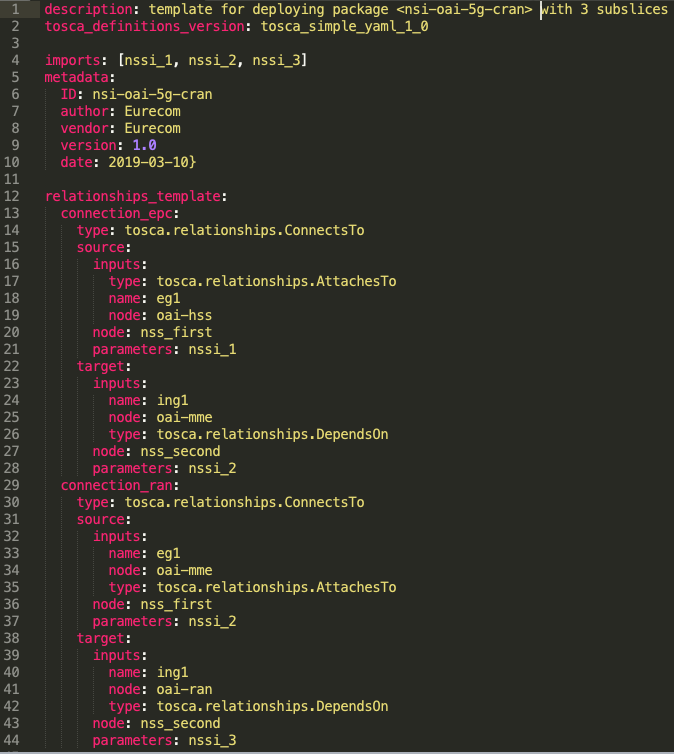 1 description: template for deploying package <nsi-oai-5g-cran> with 3 subslices
2 tosca_definitions_version: tosca_simple_yaml_1_0
3
4 imports: [nssi_1, nssi_2, nssi_3]
5 metadata:
6   ID: nsi-oai-5g-cran
7   author: Eurecom
8   vendor: Eurecom
9   version: 1.0
10   date: 2019-03-10}
11
12 relationships_template:
13   connection_epc:
14     type: tosca.relationships.ConnectsTo
15     source:
16       inputs:
17         type: tosca.relationships.AttachesTo
18         name: eg1
19         node: oai-hss
20       node: nss_first
21       parameters: nssi_1
22     target:
23       inputs:
24         name: ing1
25         node: oai-mme
26         type: tosca.relationships.DependsOn
27       node: nss_second
28       parameters: nssi_2
29   connection_ran:
30     type: tosca.relationships.ConnectsTo
31     source:
32       inputs:
33         name: eg1
34         node: oai-mme
35         type: tosca.relationships.AttachesTo
36       node: nss_first
37       parameters: nssi_2
38     target:
39       inputs:
40         name: ing1
41         node: oai-ran
42         type: tosca.relationships.DependsOn
43       node: nss_second
44       parameters: nssi_3